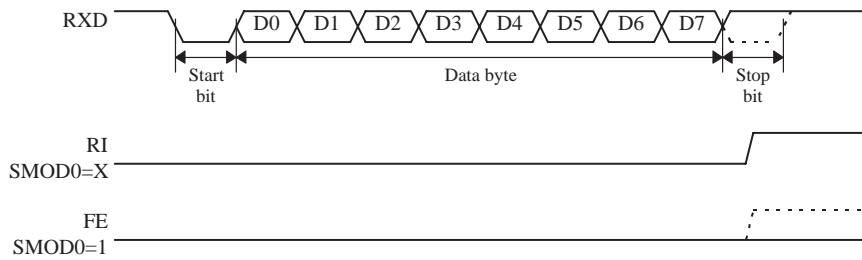 RXD
D0 D1 D2 D3 D4 D5 D6 D7
Start
bit
Data byte
Stop
bit
RI
SMOD0=X
FE
SMOD0=1